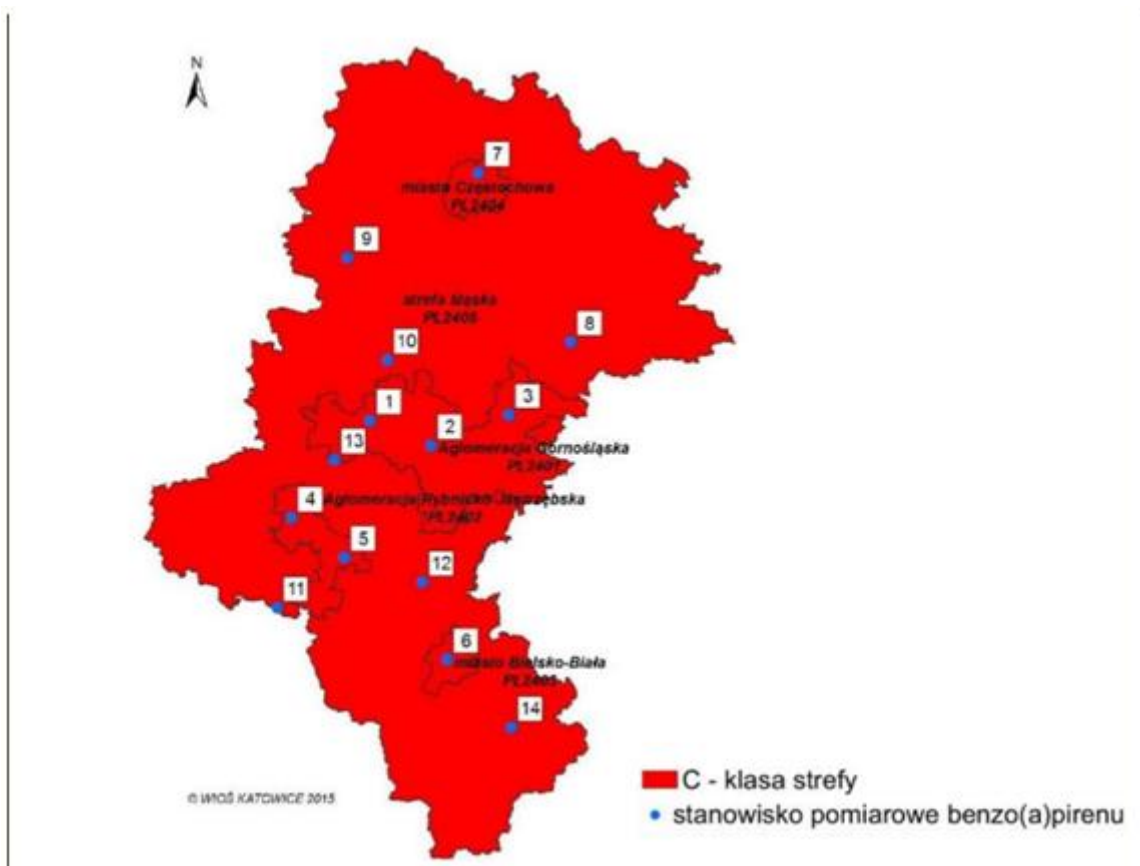 N
7
miasto Częstochowa
PL2404
9
strefa śląska
PL2405
8
10
1
3
2
13
Aglomeracja Górnośląska
PL2401
4
Aglomeracja Rybnicko-Jastrzębska
PL2402
5
12
11
6
miasto Bielsko-Biała
PL2403
14
© WIOŚ KATOWICE 2015
C - klasa strefy
stanowisko pomiarowe benzo(a)pirenu